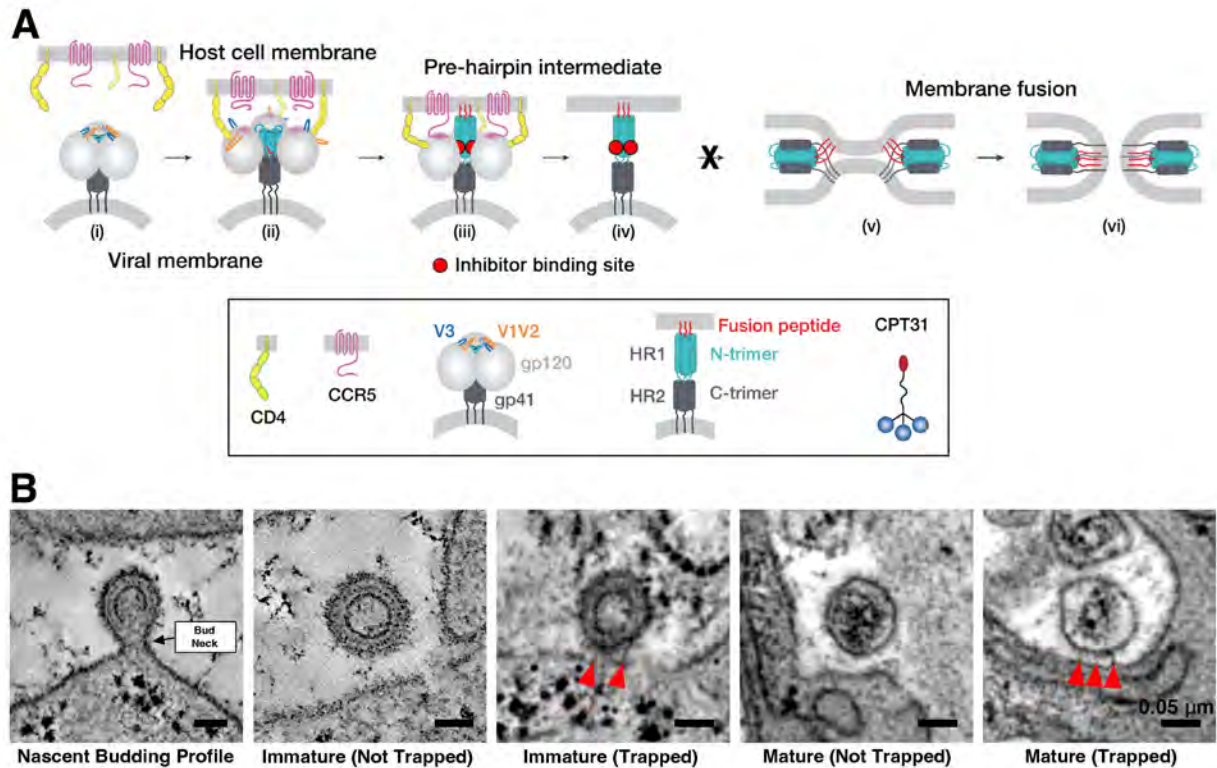 A
Host cell membrane
Pre-hairpin intermediate
Membrane fusion
X
(i)
(ii)
(iii)
(iv)
(v)
(vi)
Viral membrane
Inhibitor binding site
V3
V1V2
gp120
gp41
CD4
CCR5
Fusion peptide
HR1
N-trimer
HR2
C-trimer
CPT31
B
Bud
Neck
0.05 µm
Nascent Budding Profile
Immature (Not Trapped)
Immature (Trapped)
Mature (Not Trapped)
Mature (Trapped)